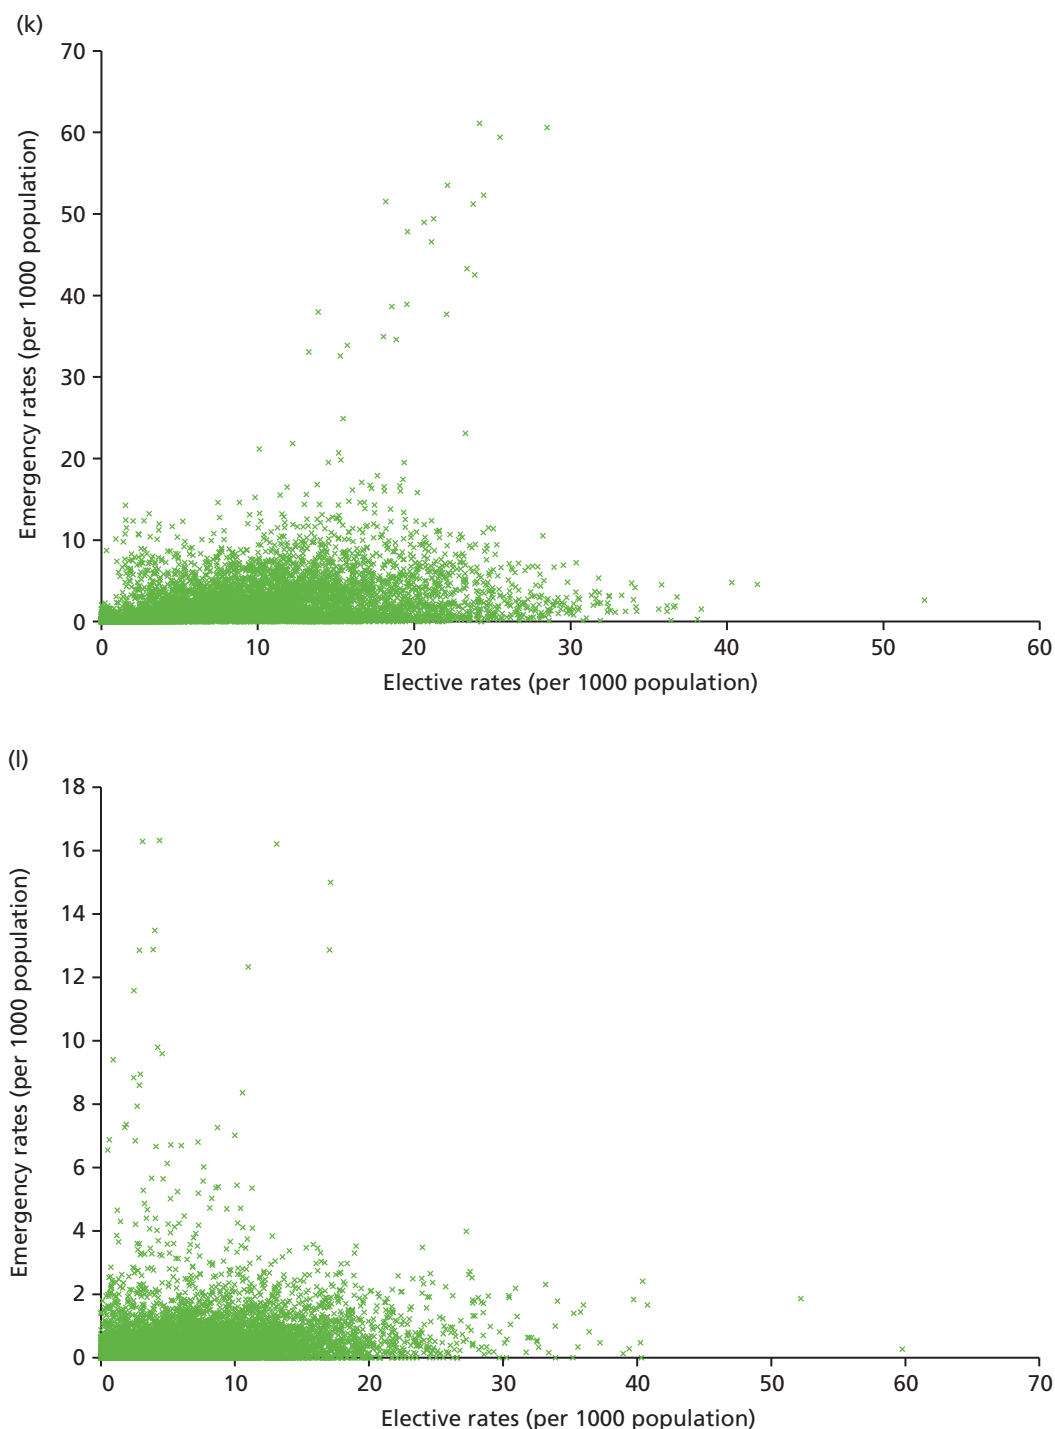 (k)
70
60
50
40
30
20
10
0
Emergency rates (per 1000 population)
0 10 20 30 40 50 60
Elective rates (per 1000 population)
(l)
18
16
14
12
10
8
6
4
2
0
Emergency rates (per 1000 population)
0 10 20 30 40 50 60 70
Elective rates (per 1000 population)